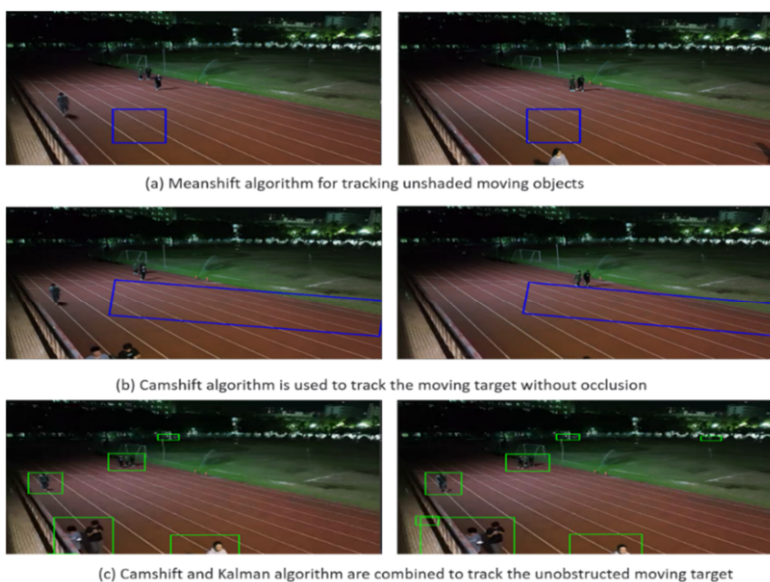 (a) Meanshift algorithm for tracking unshaded moving objects
(b) Camshift algorithm is used to track the moving target without occlusion
(c) Camshift and Kalman algorithm are combined to track the unobstructed moving target